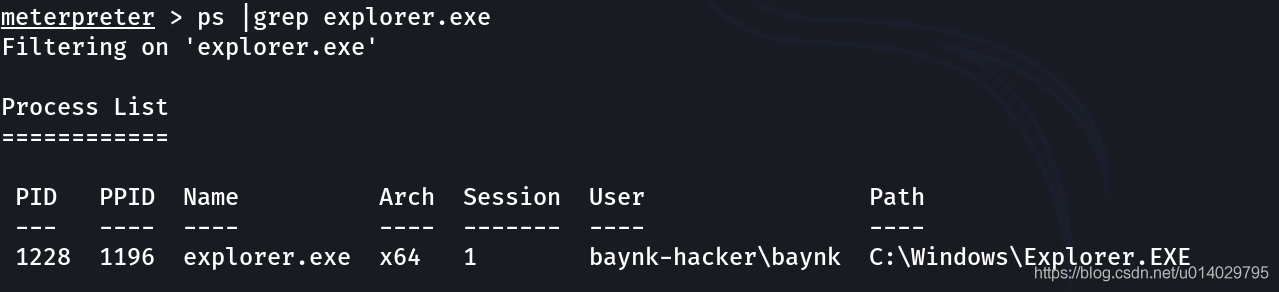 meterpreter > ps |grep explorer.exe
Filtering on 'explorer.exe'
Process List
============
PID PPID Name Arch Session User Path
--- ---- ---- ---- ------- ---- ----
1228 1196 explorer.exe x64 1 baynk-hacker\baynk C:\Windows\Explorer.EXE
https://blog.csdn.net/u014029795